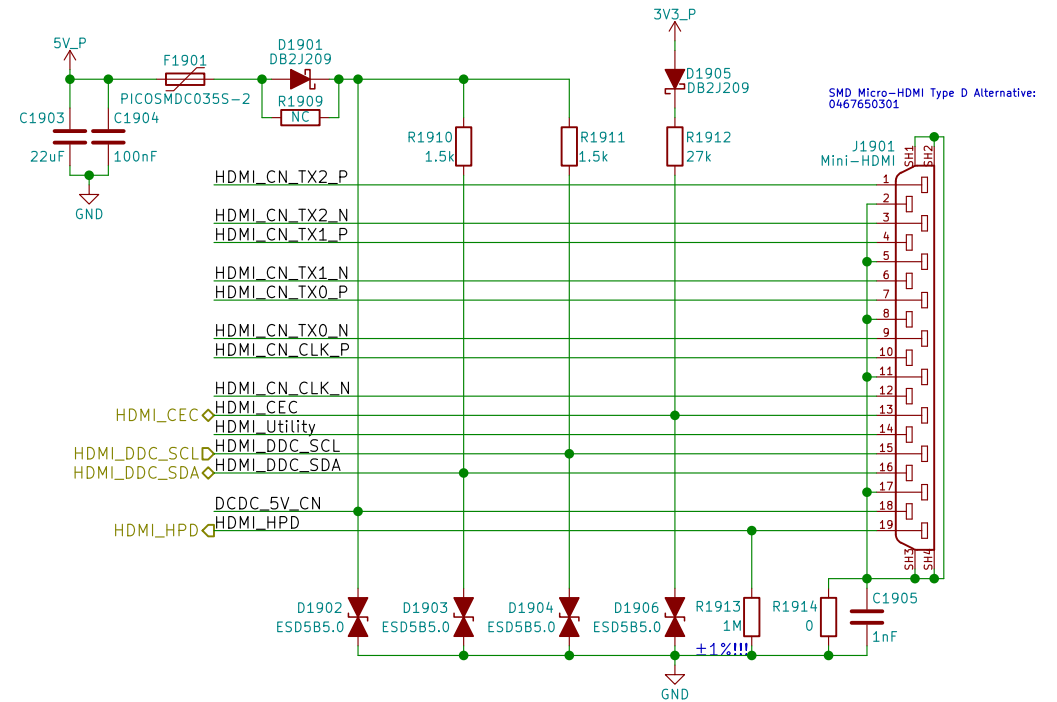 3V3_P
5V_P
D1901
DB2J209
F1901
D1905
DB2J209
PICOSMDC035S-2
R1909
NC
SMD Micro-HDMI Type D Alternative:
0467650301
C1903
C1904
22uF
100nF
R1910
1.5k
R1911
1.5k
R1912
27k
J1901
Mini-HDMI
SH1
SH2
GND
HDMI_CN_TX2_P
1
2
HDMI_CN_TX2_N
3
HDMI_CN_TX1_P
4
5
HDMI_CN_TX1_N
6
HDMI_CN_TX0_P
7
8
HDMI_CN_TX0_N
9
HDMI_CN_CLK_P
10
11
HDMI_CN_CLK_N
12
HDMI_CEC
HDMI_CEC
13
HDMI_Utility
14
HDMI_DDC_SCL
HDMI_DDC_SCL
15
HDMI_DDC_SDA
HDMI_DDC_SDA
16
17
DCDC_5V_CN
18
HDMI_HPD
HDMI_HPD
19
SH3
SH4
D1902
ESD5B5.0
D1903
ESD5B5.0
D1904
ESD5B5.0
D1906
ESD5B5.0
R1913
1M
R1914
0
C1905
1nF
±1%!!!
GND